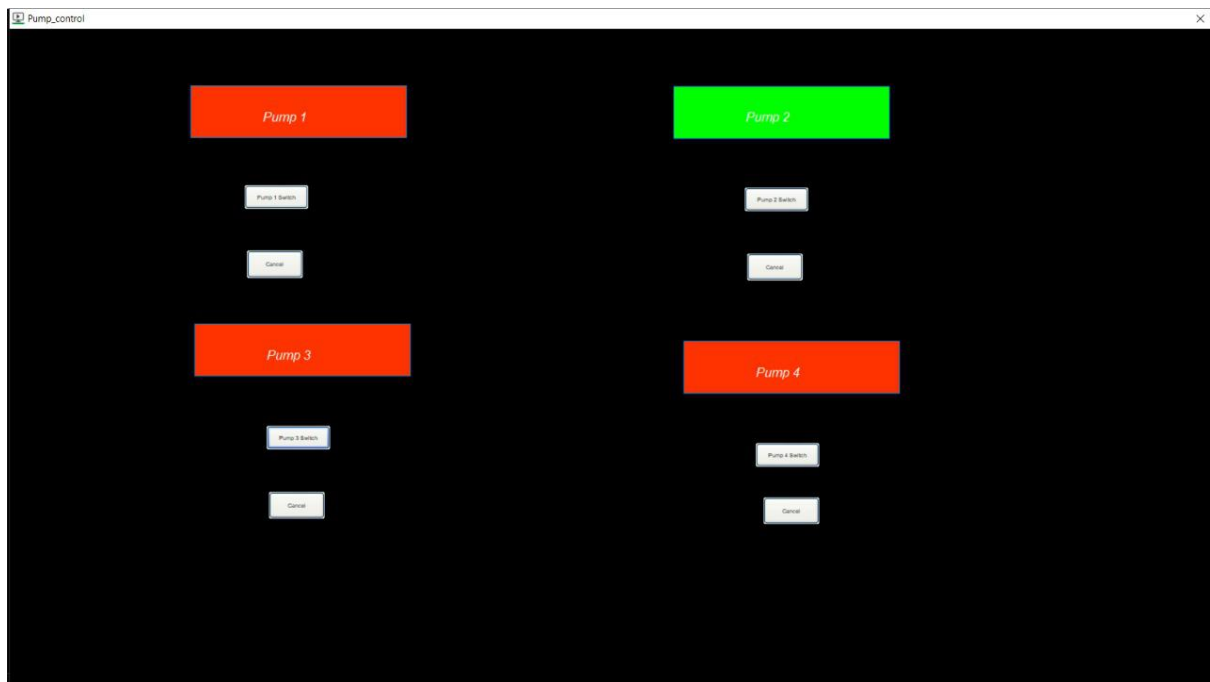 Pump_control
Pump 1
Pump 2
Pump 1 Switch
Pump 2 Switch
Cancel
Cancel
Pump 3
Pump 4
Pump 3 Switch
Pump 4 Switch
Cancel
Cancel